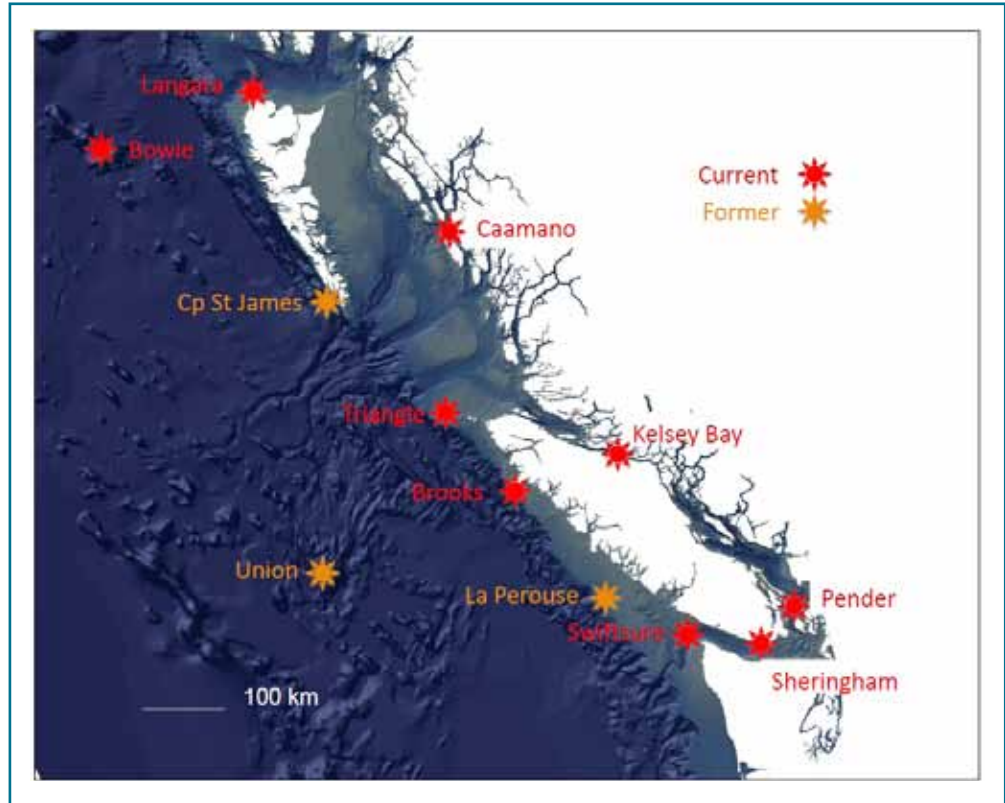 Langara
Bowie
Current
Former
Caamano
Cp St James
Triangle
Kelsey Bay
Brooks
Union
La Perouse
Pender
Swiftsure
Sheringham
100 km